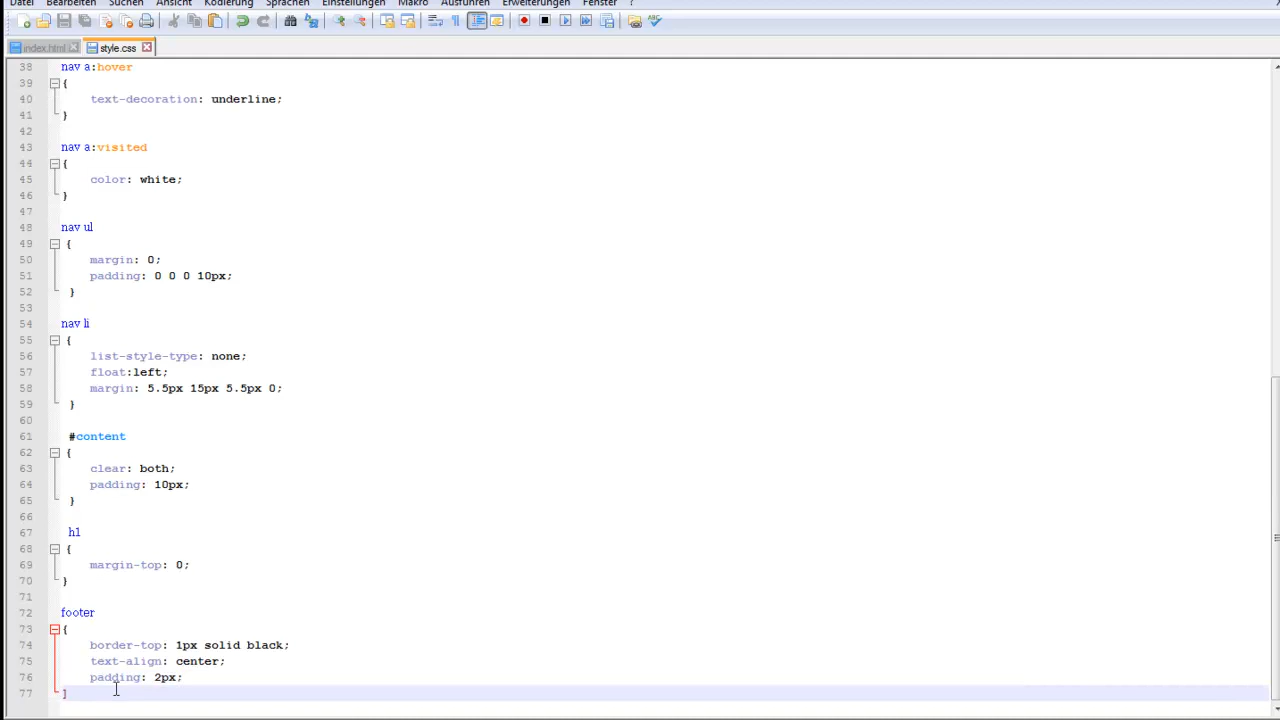 Datei Bearbeiten Suchen Ansicht Kodierung Sprachen Einstellungen Makro Ausführen Erweiterungen Fenster ?
index.html style.css
38 nav a:hover
39 {
40 text-decoration: underline;
41 }
42
43 nav a:visited
44 {
45 color: white;
46 }
47
48 nav ul
49 {
50 margin: 0;
51 padding: 0 0 0 10px;
52 }
53
54 nav li
55 {
56 list-style-type: none;
57 float:left;
58 margin: 5.5px 15px 5.5px 0;
59 }
60
61 #content
62 {
63 clear: both;
64 padding: 10px;
65 }
66
67 h1
68 {
69 margin-top: 0;
70 }
71
72 footer
73 {
74 border-top: 1px solid black;
75 text-align: center;
76 padding: 2px;
77 }